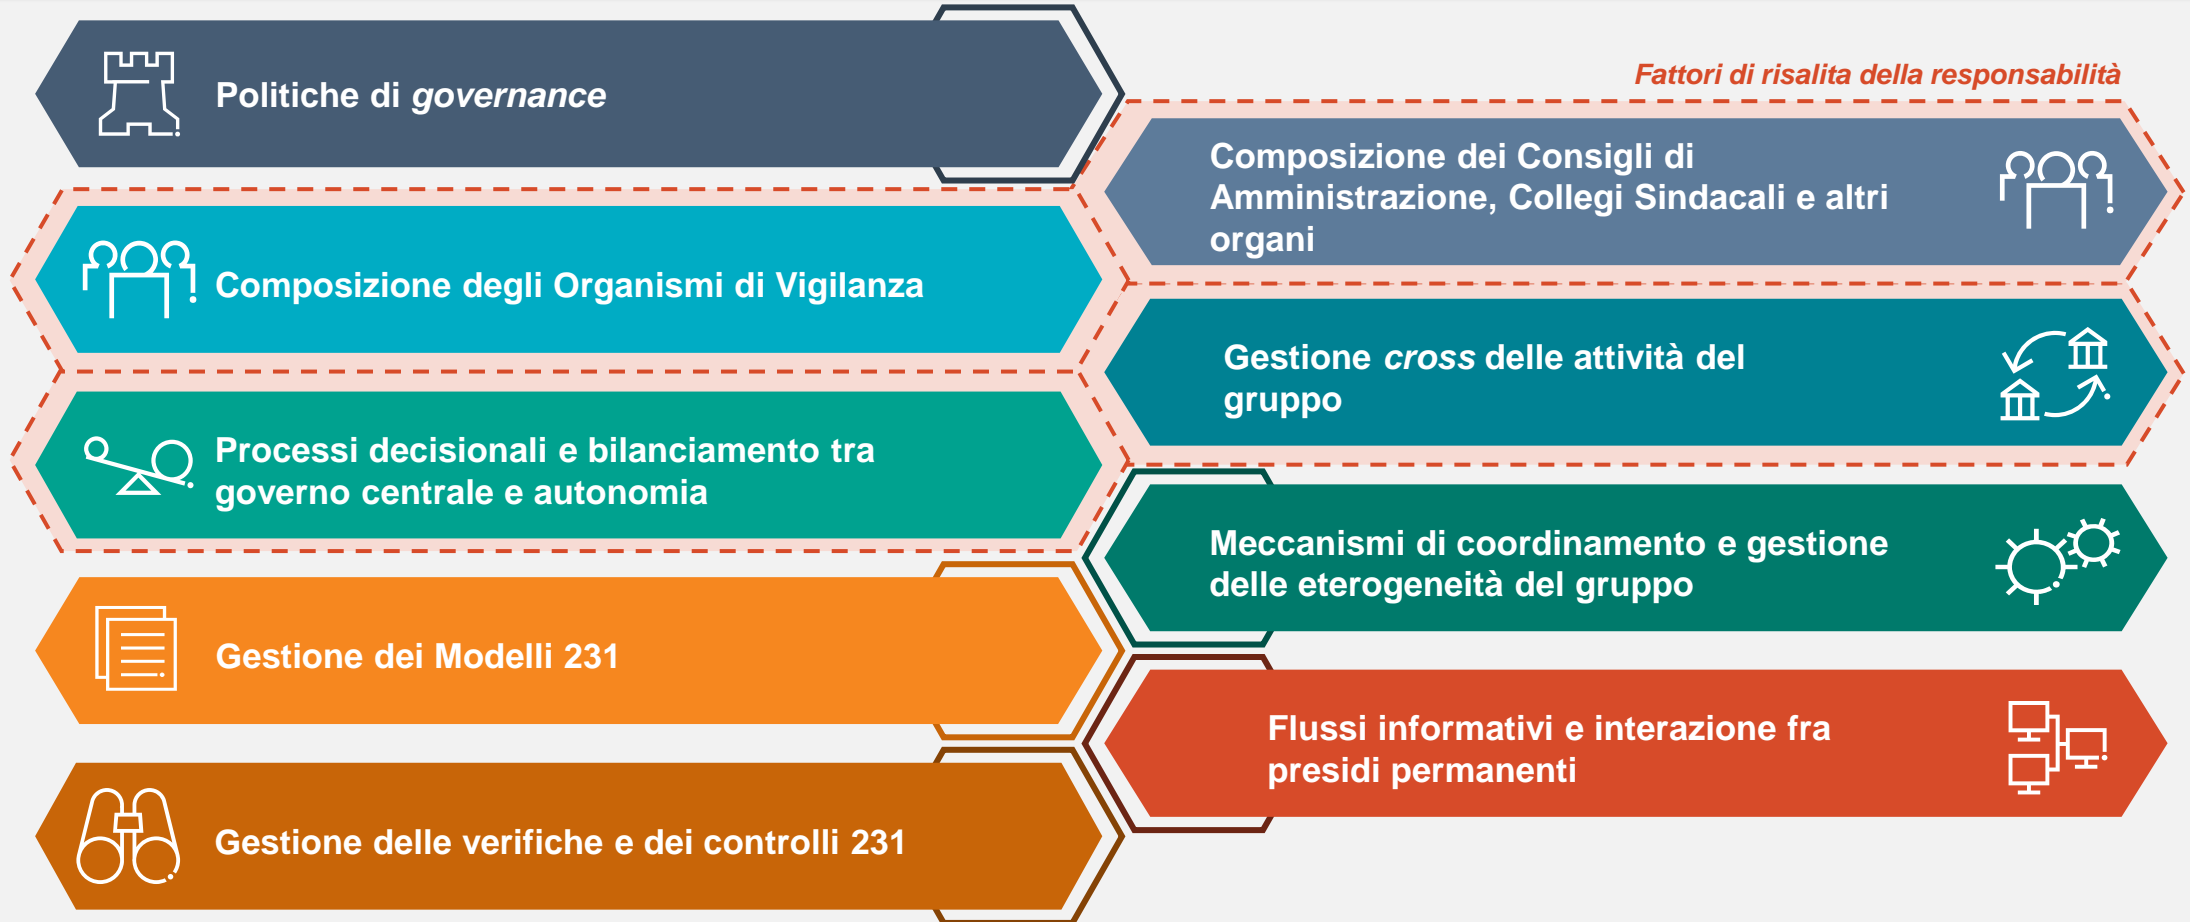 Politiche di governance
Fattori di risalita della responsabilità
Composizione dei Consigli di
Amministrazione, Collegi Sindacali e altri
organi
Composizione degli Organismi di Vigilanza
Gestione cross delle attività del
gruppo
Processi decisionali e bilanciamento tra
governo centrale e autonomia
Meccanismi di coordinamento e gestione
delle eterogeneità del gruppo
Gestione dei Modelli 231
Flussi informativi e interazione fra
presidi permanenti
Gestione delle verifiche e dei controlli 231